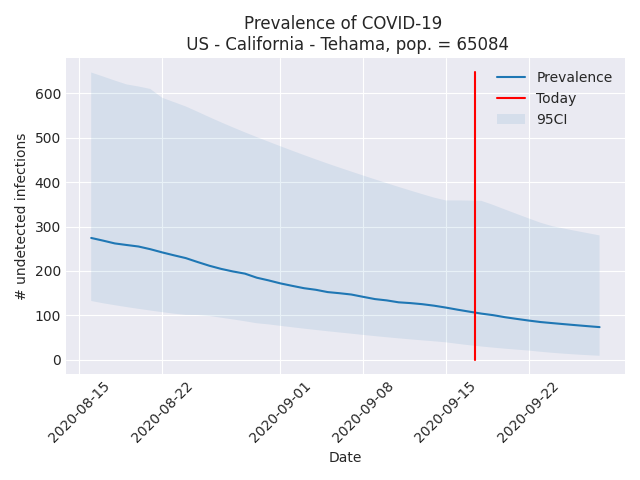 Prevalence of COVID-19
US - California - Tehama, pop. = 65084
Prevalence
Today
95CI
# undetected infections
600
500
400
300
200
100
0
2020-08-15
2020-08-22
2020-09-01
2020-09-08
2020-09-15
2020-09-22
Date